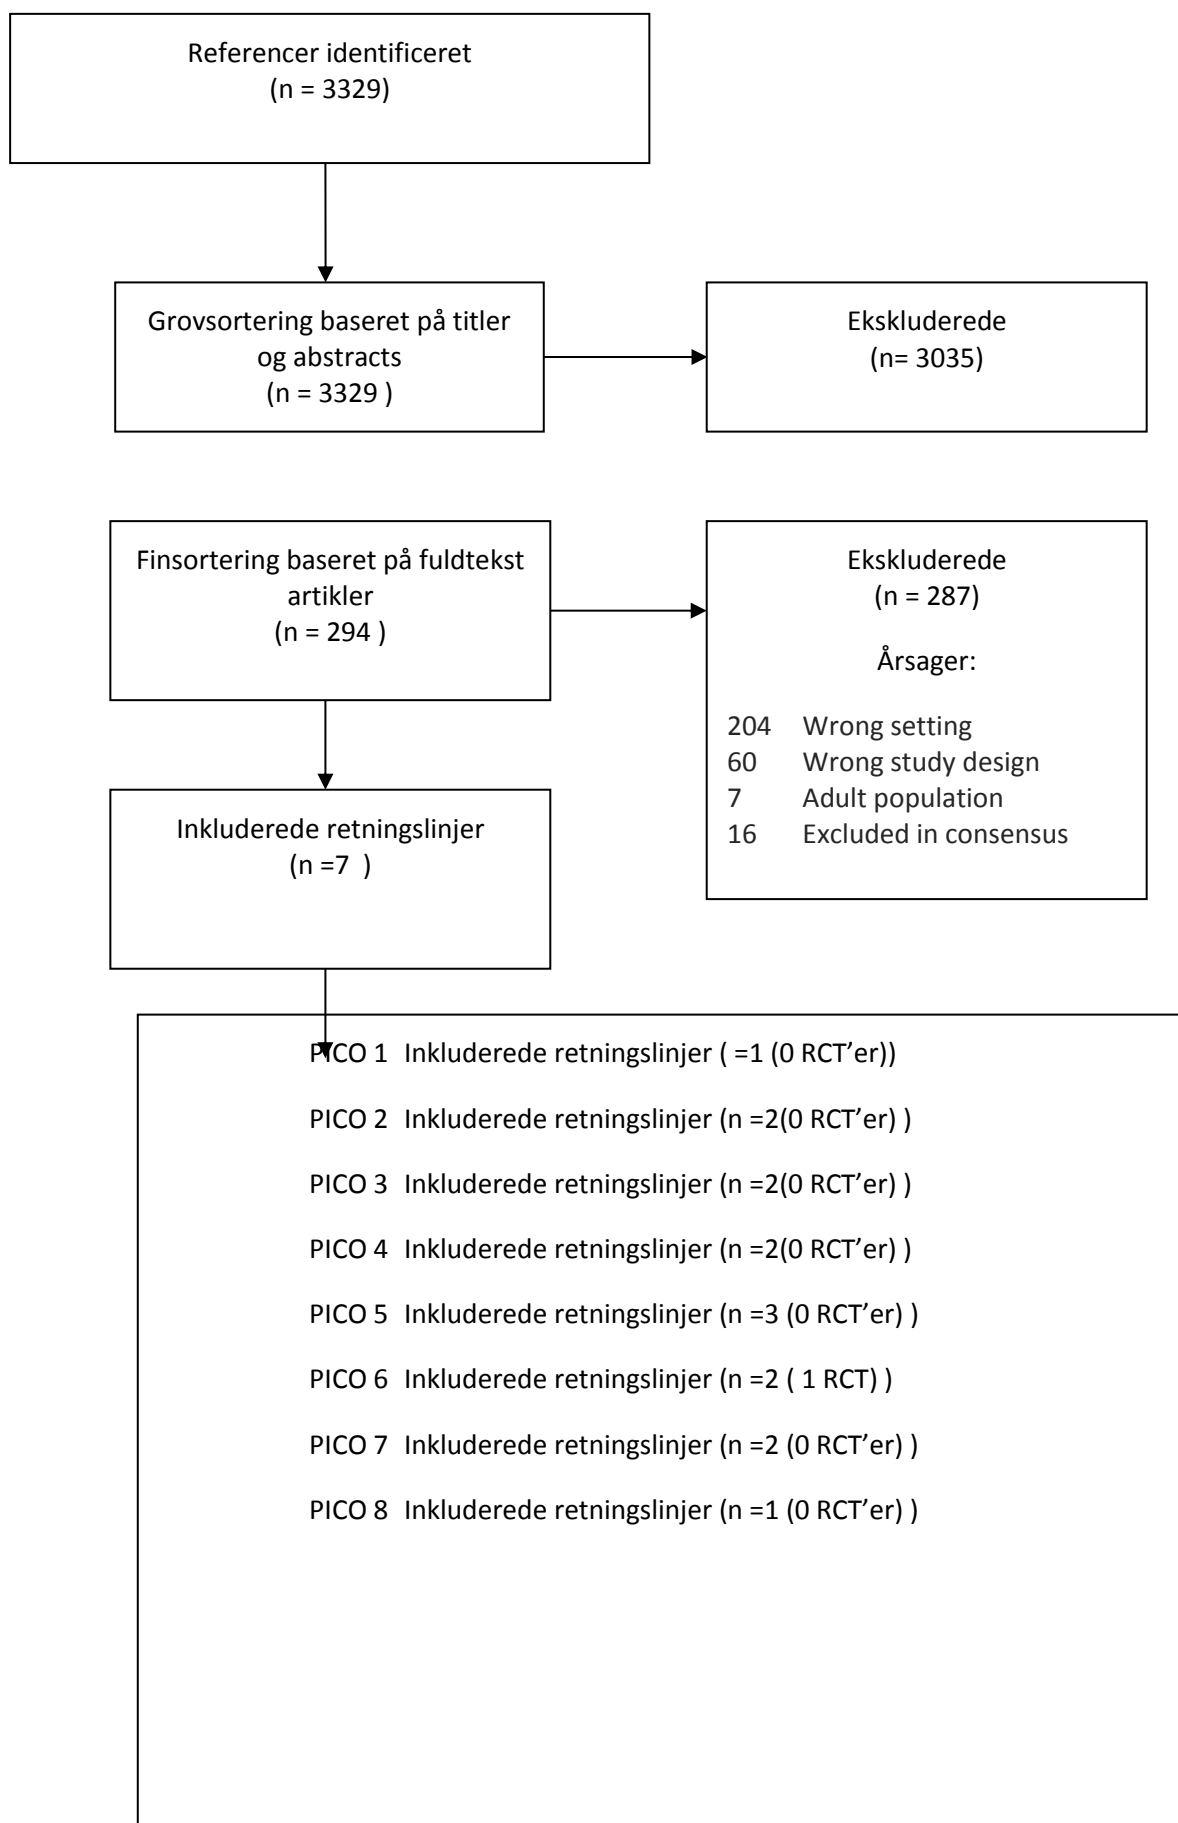 Referencer identificeret
(n = 3329)
Grovsortering baseret på titler
og abstracts
(n = 3329 )
Ekskluderede
(n= 3035)
Finsortering baseret på fuldtekst
artikler
(n = 294 )
Ekskluderede
(n = 287)
Årsager:
204 Wrong setting
60 Wrong study design
7 Adult population
16 Excluded in consensus
Inkluderede retningslinjer
(n =7 )
PICO 1 Inkluderede retningslinjer ( =1 (0 RCT’er))
PICO 2 Inkluderede retningslinjer (n =2(0 RCT’er) )
PICO 3 Inkluderede retningslinjer (n =2(0 RCT’er) )
PICO 4 Inkluderede retningslinjer (n =2(0 RCT’er) )
PICO 5 Inkluderede retningslinjer (n =3 (0 RCT’er) )
PICO 6 Inkluderede retningslinjer (n =2 ( 1 RCT) )
PICO 7 Inkluderede retningslinjer (n =2 (0 RCT’er) )
PICO 8 Inkluderede retningslinjer (n =1 (0 RCT’er) )